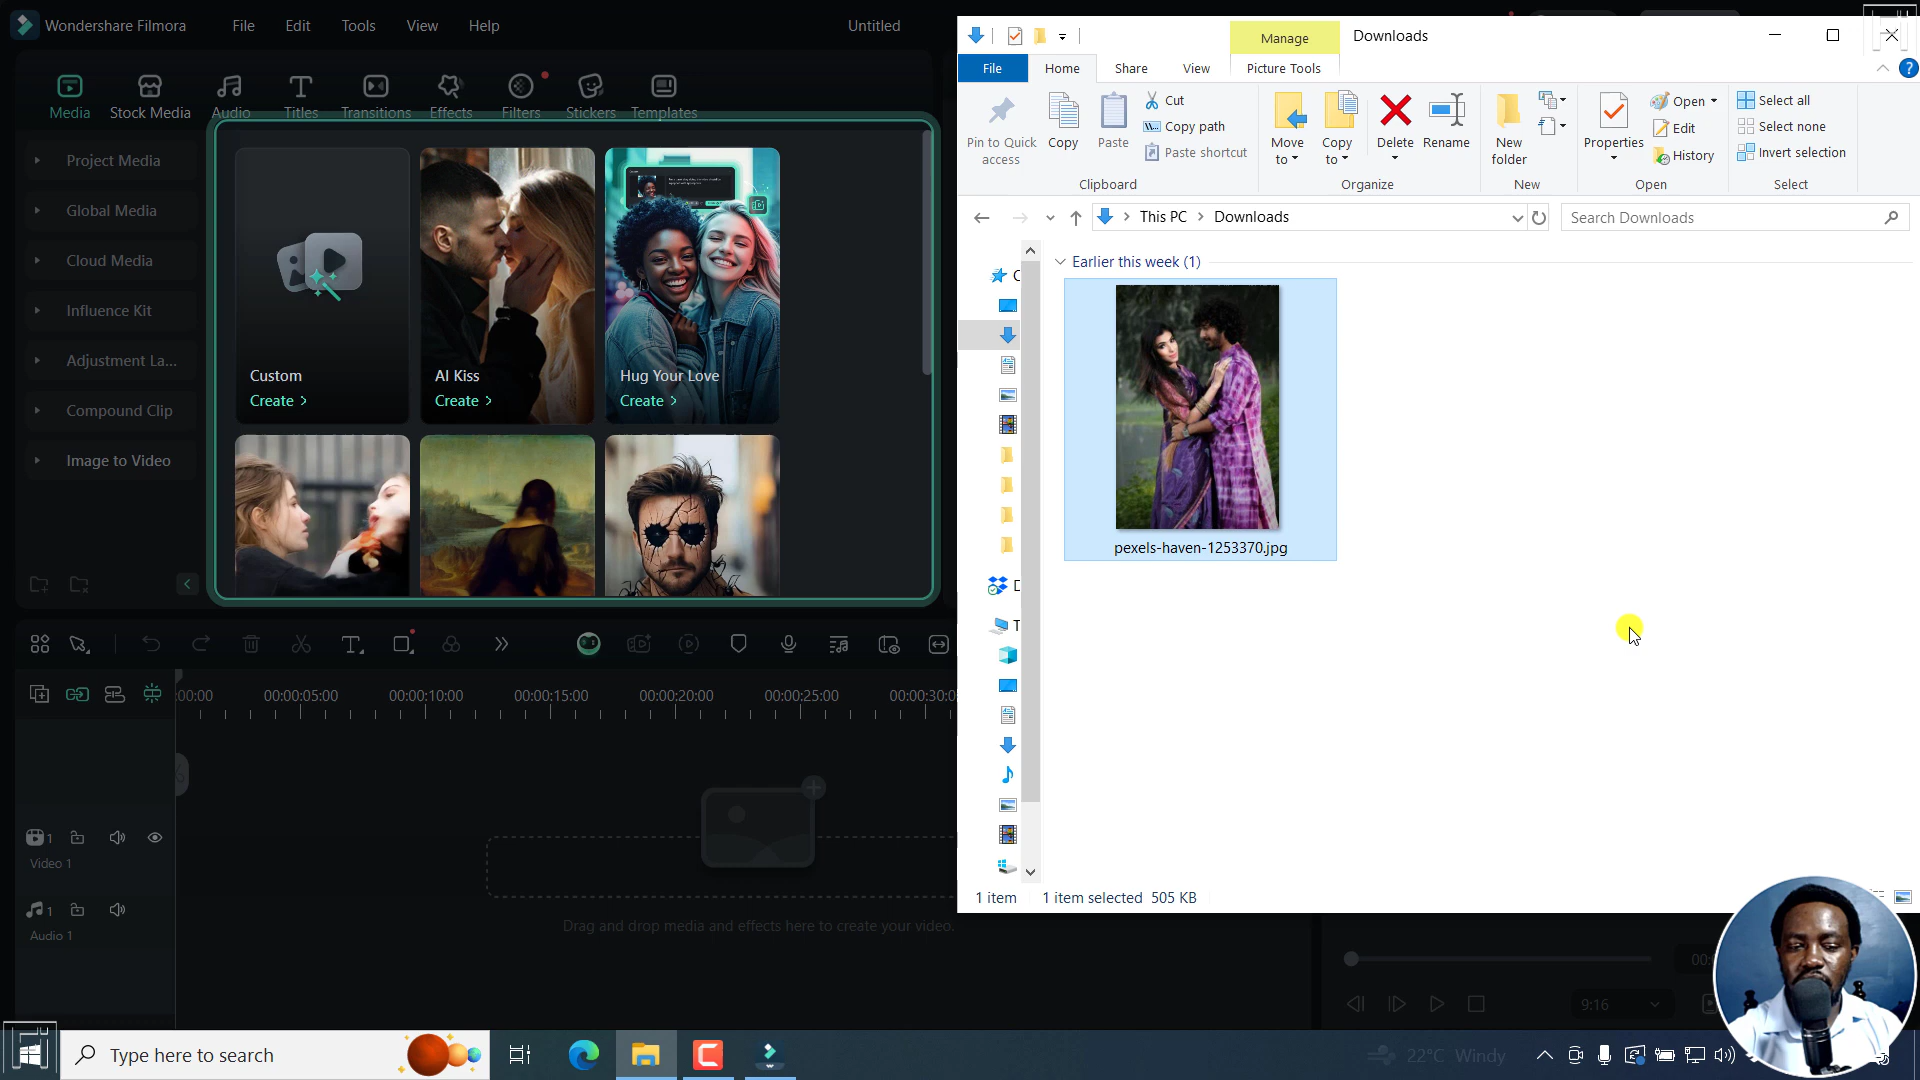 Wondershare Filmora
File
Edit
Tools
View
Help
Untitled
Media
Stock Media
Audio
Titles
Transitions
Effects
Filters
Stickers
Templates
Project Media
Global Media
Cloud Media
Influence Kit
Adjustment La...
Compound Clip
Image to Video
Custom
Create >
AI Kiss
Create >
Hug Your Love
Create >
00:00
00:00:05:00
00:00:10:00
00:00:15:00
00:00:20:00
00:00:25:00
00:00:30:0
1
Video 1
1
Audio 1
Drag and drop media and effects here to create your video.
9:16
Manage
Downloads
File
Home
Share
View
Picture Tools
Pin to Quick access
Copy
Paste
Cut
Copy path
Paste shortcut
Clipboard
Move to
Copy to
Delete
Rename
Organize
New folder
New
Properties
Open
Edit
History
Open
Select all
Select none
Invert selection
Select
This PC > Downloads
Search Downloads
Earlier this week (1)
pexels-haven-1253370.jpg
1 item
1 item selected 505 KB
Type here to search
22°C Windy